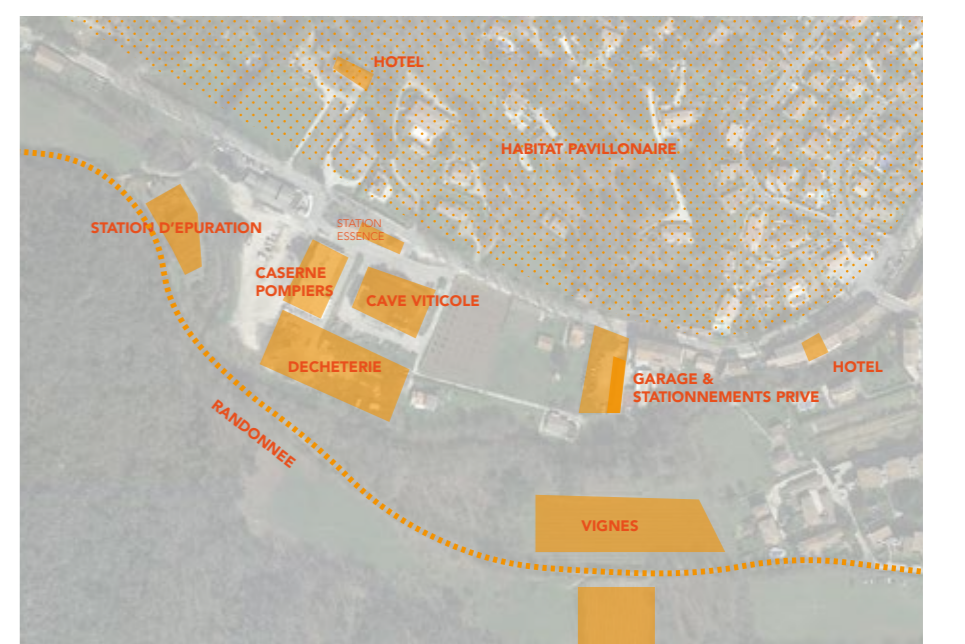 HOTEL
HABITAT PAVILLONAIRE
STATION D'EPURATION
STATION
ESSENCE
CASERNE
POMPIERS
CAVE VITICOLE
DECHETERIE
HOTEL
GARAGE &
STATIONNEMENTS PRIVE
RANDONNEE
VIGNES